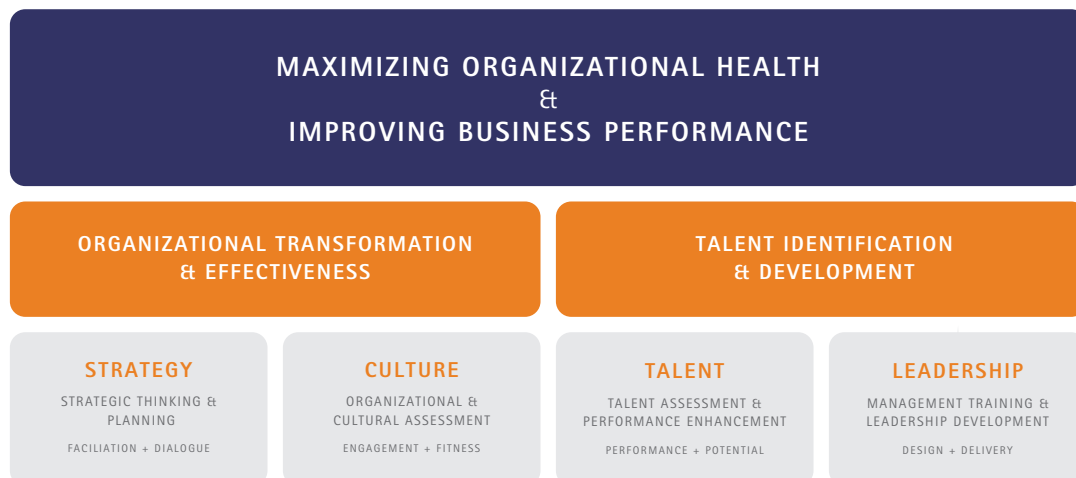 MAXIMIZING ORGANIZATIONAL HEALTH
&
IMPROVING BUSINESS PERFORMANCE
ORGANIZATIONAL TRANSFORMATION
& EFFECTIVENESS
TALENT IDENTIFICATION
& DEVELOPMENT
STRATEGY
STRATEGIC THINKING &
PLANNING
FACILIATION + DIALOGUE
CULTURE
ORGANIZATIONAL &
CULTURAL ASSESSMENT
ENGAGEMENT + FITNESS
TALENT
TALENT ASSESSMENT &
PERFORMANCE ENHANCEMENT
PERFORMANCE + POTENTIAL
LEADERSHIP
MANAGEMENT TRAINING &
LEADERSHIP DEVELOPMENT
DESIGN + DELIVERY